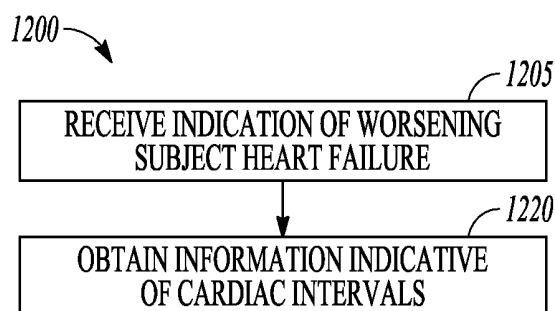 1200
1205
RECEIVE INDICATION OF WORSENING
SUBJECT HEART FAILURE
1220
OBTAIN INFORMATION INDICATIVE
OF CARDIAC INTERVALS